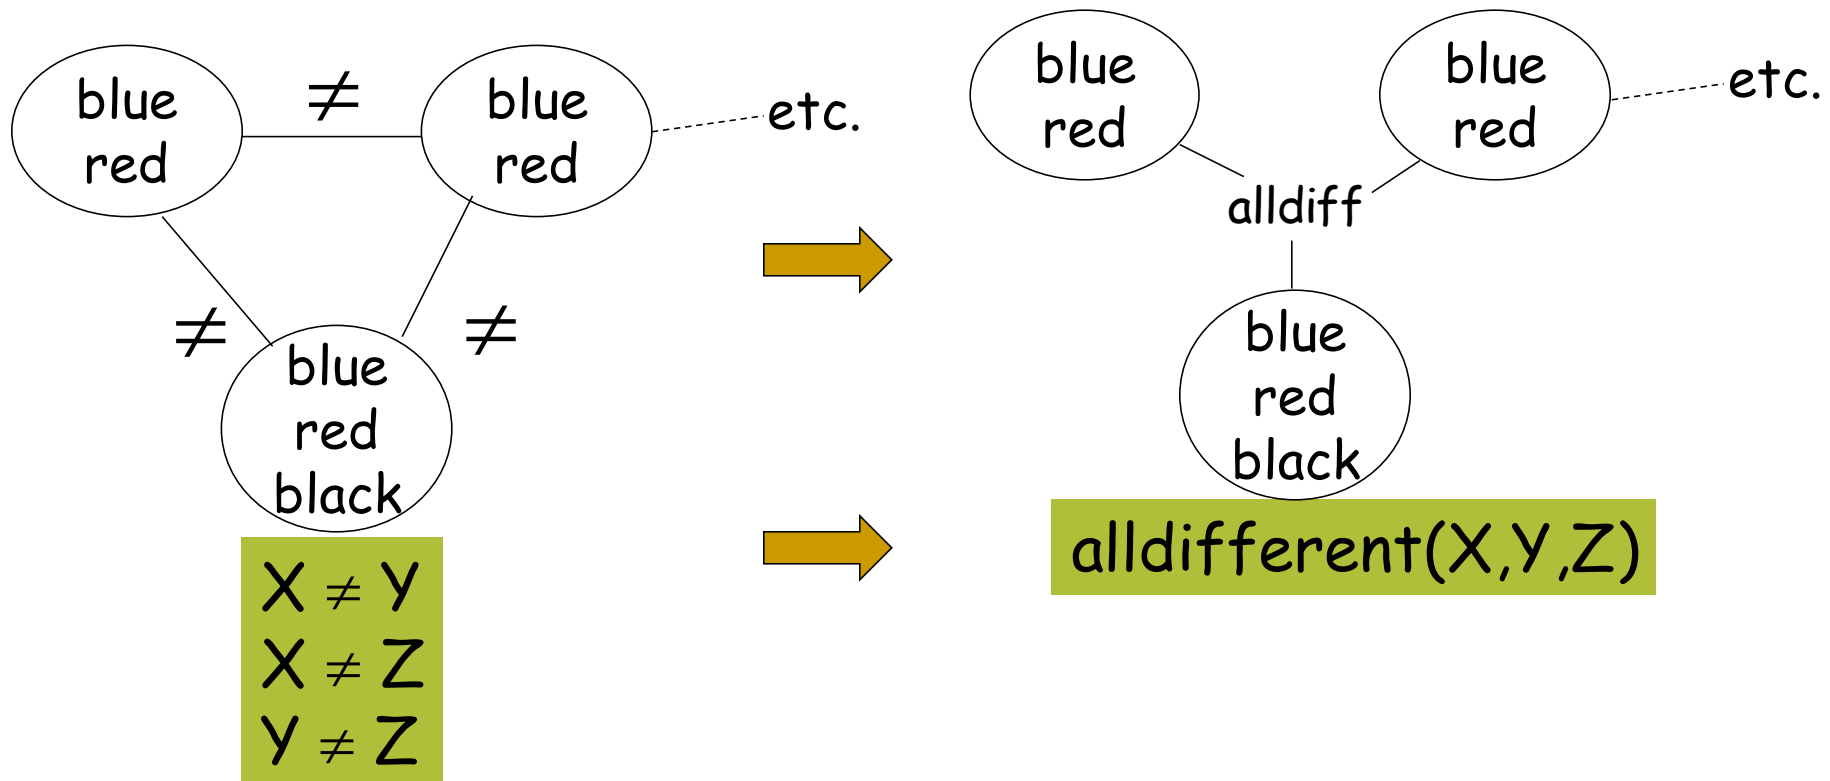 blue
red
≠
blue
red
etc.
≠
≠
blue
red
black
X ≠ Y
X ≠ Z
Y ≠ Z
blue
red
blue
red
etc.
alldiff
blue
red
black
alldifferent(X,Y,Z)